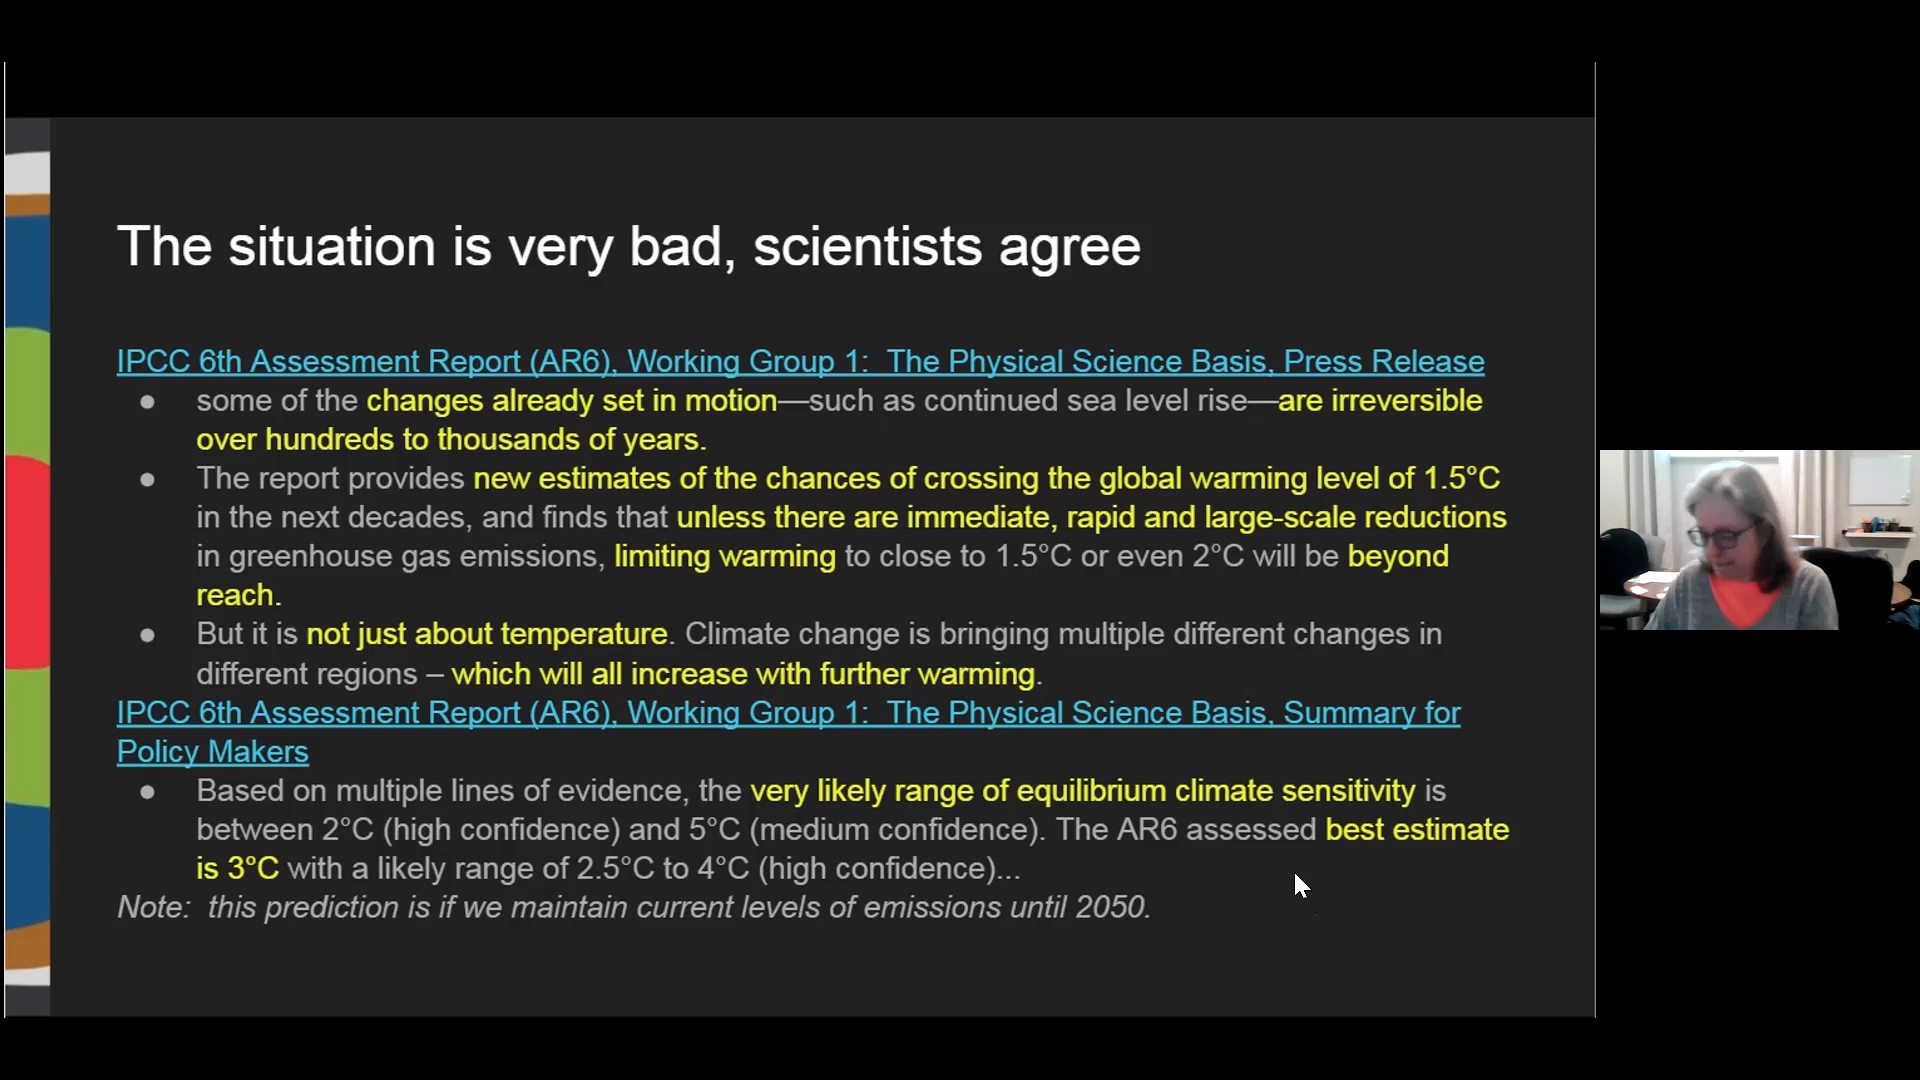 The situation is very bad, scientists agree
IPCC 6th Assessment Report (AR6), Working Group 1:  The Physical Science Basis, Press Release
● some of the changes already set in motion—such as continued sea level rise—are irreversible
over hundreds to thousands of years.
● The report provides new estimates of the chances of crossing the global warming level of 1.5°C
in the next decades, and finds that unless there are immediate, rapid and large-scale reductions
in greenhouse gas emissions, limiting warming to close to 1.5°C or even 2°C will be beyond
reach.
● But it is not just about temperature. Climate change is bringing multiple different changes in
different regions – which will all increase with further warming.
IPCC 6th Assessment Report (AR6), Working Group 1:  The Physical Science Basis, Summary for
Policy Makers
● Based on multiple lines of evidence, the very likely range of equilibrium climate sensitivity is
between 2°C (high confidence) and 5°C (medium confidence). The AR6 assessed best estimate
is 3°C with a likely range of 2.5°C to 4°C (high confidence)...
Note:  this prediction is if we maintain current levels of emissions until 2050.